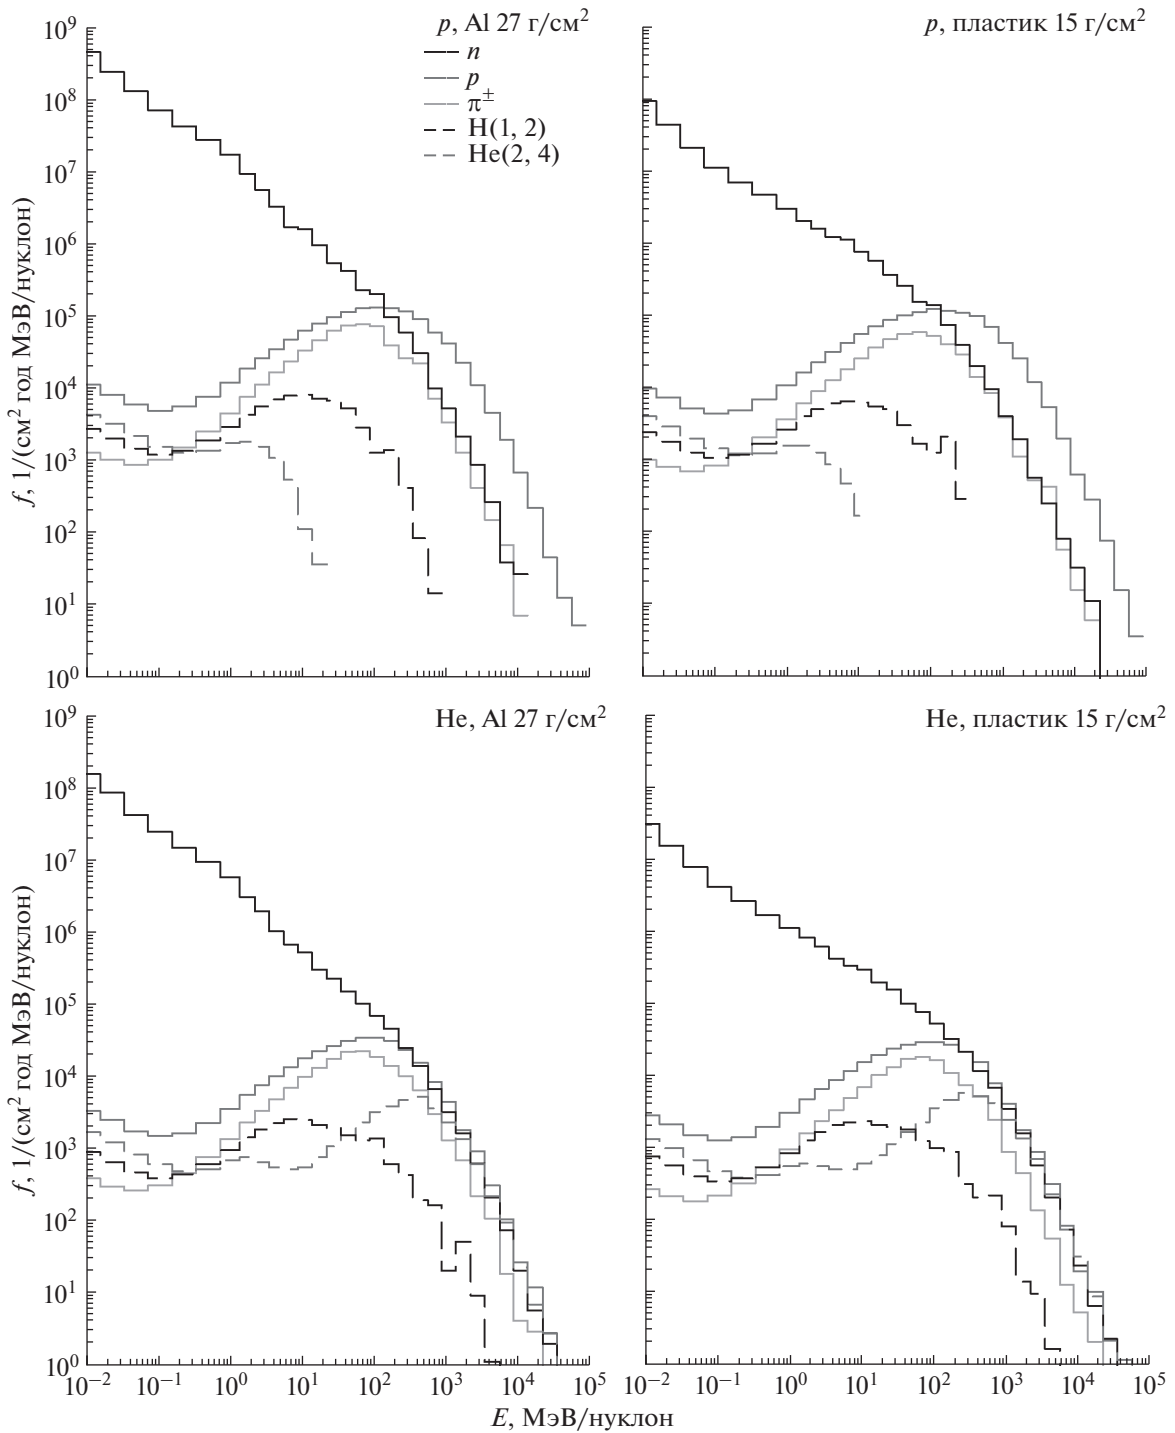 p, Al 27 г/см²
n
p
π±
H(1, 2)
He(2, 4)
10⁹
10⁸
10⁷
10⁶
10⁵
10⁴
10³
10²
10¹
10⁰
f, 1/(см² год МэВ/нуклон)
p, пластик 15 г/см²
He, Al 27 г/см²
10⁹
10⁸
10⁷
10⁶
10⁵
10⁴
10³
10²
10¹
10⁰
f, 1/(см² год МэВ/нуклон)
He, пластик 15 г/см²
10⁻² 10⁻¹ 10⁰ 10¹ 10² 10³ 10⁴ 10⁵
10⁻² 10⁻¹ 10⁰ 10¹ 10² 10³ 10⁴ 10⁵
E, МэВ/нуклон